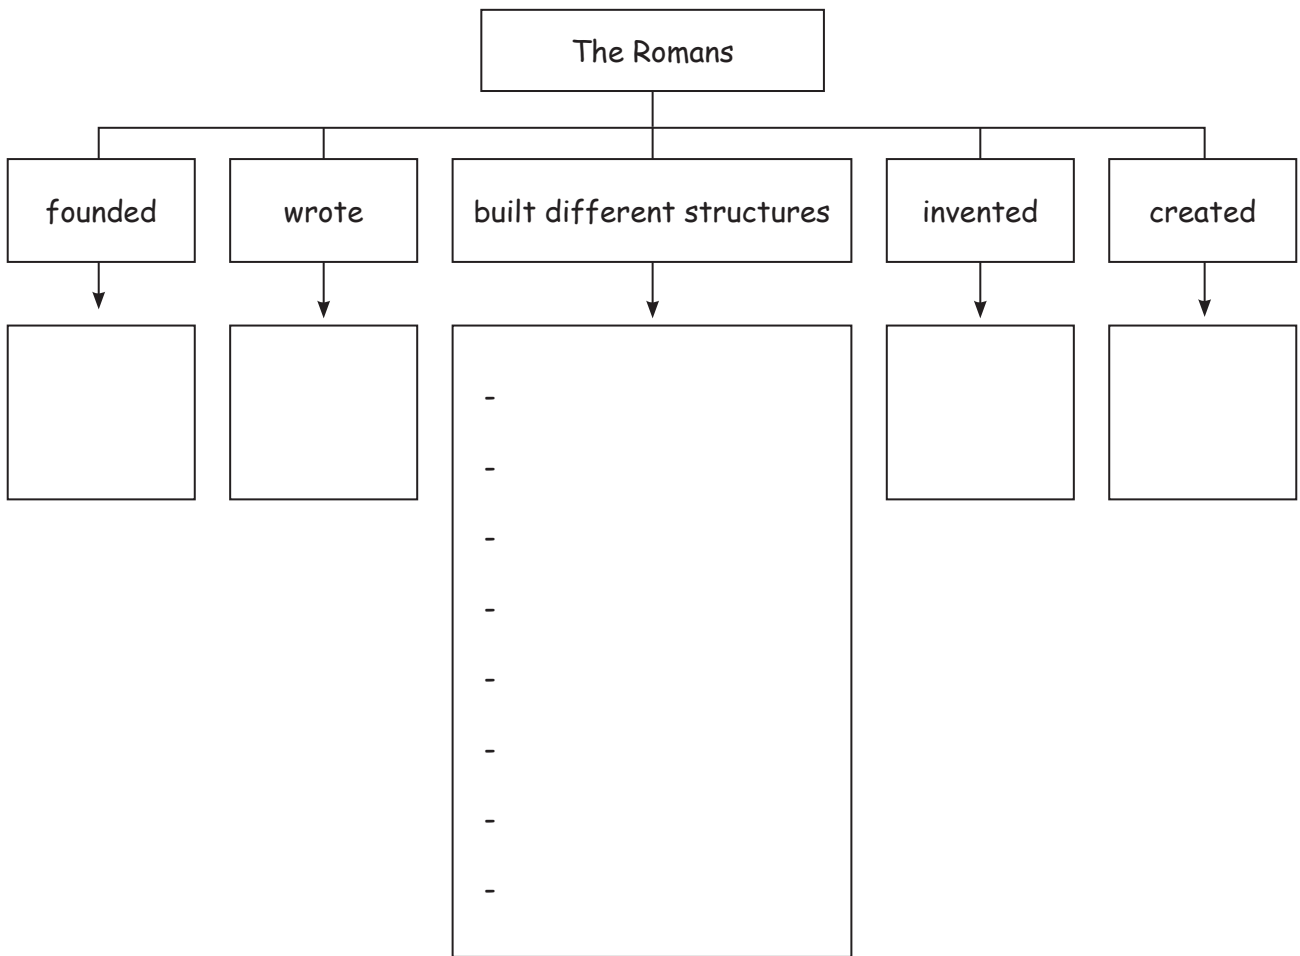 The Romans
founded
wrote
built different structures
invented
created
-
-
-
-
-
-
-
-